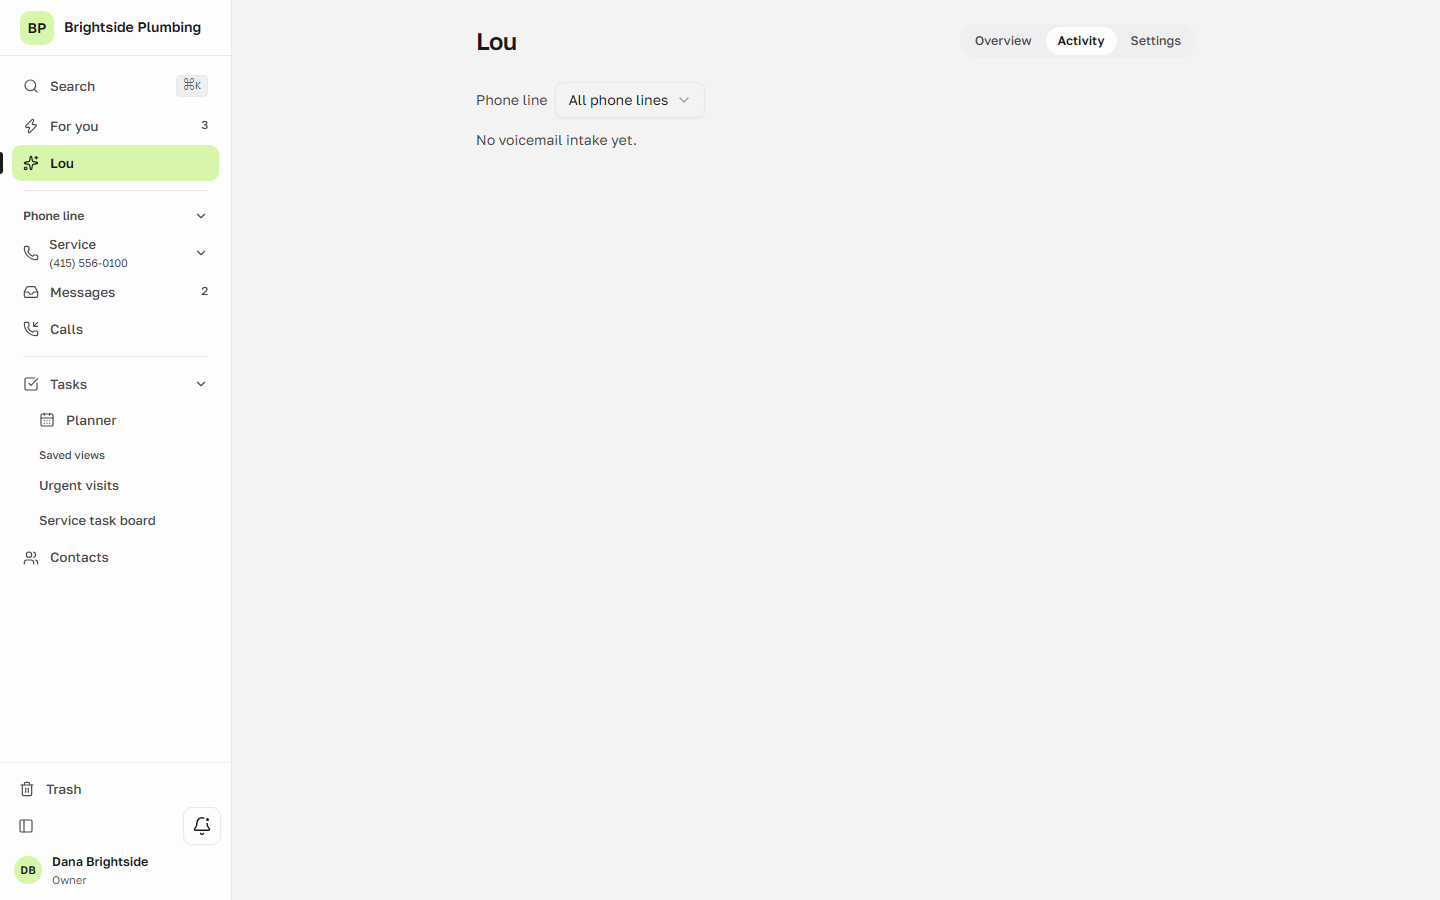 BP
Brightside Plumbing
Search
⌘K
For you
3
Lou
Phone line
Service
(415) 556-0100
Messages
2
Calls
Tasks
Planner
Saved views
Urgent visits
Service task board
Contacts
Trash
DB
Dana Brightside
Owner
Lou
Overview
Activity
Settings
Phone line
All phone lines
No voicemail intake yet.